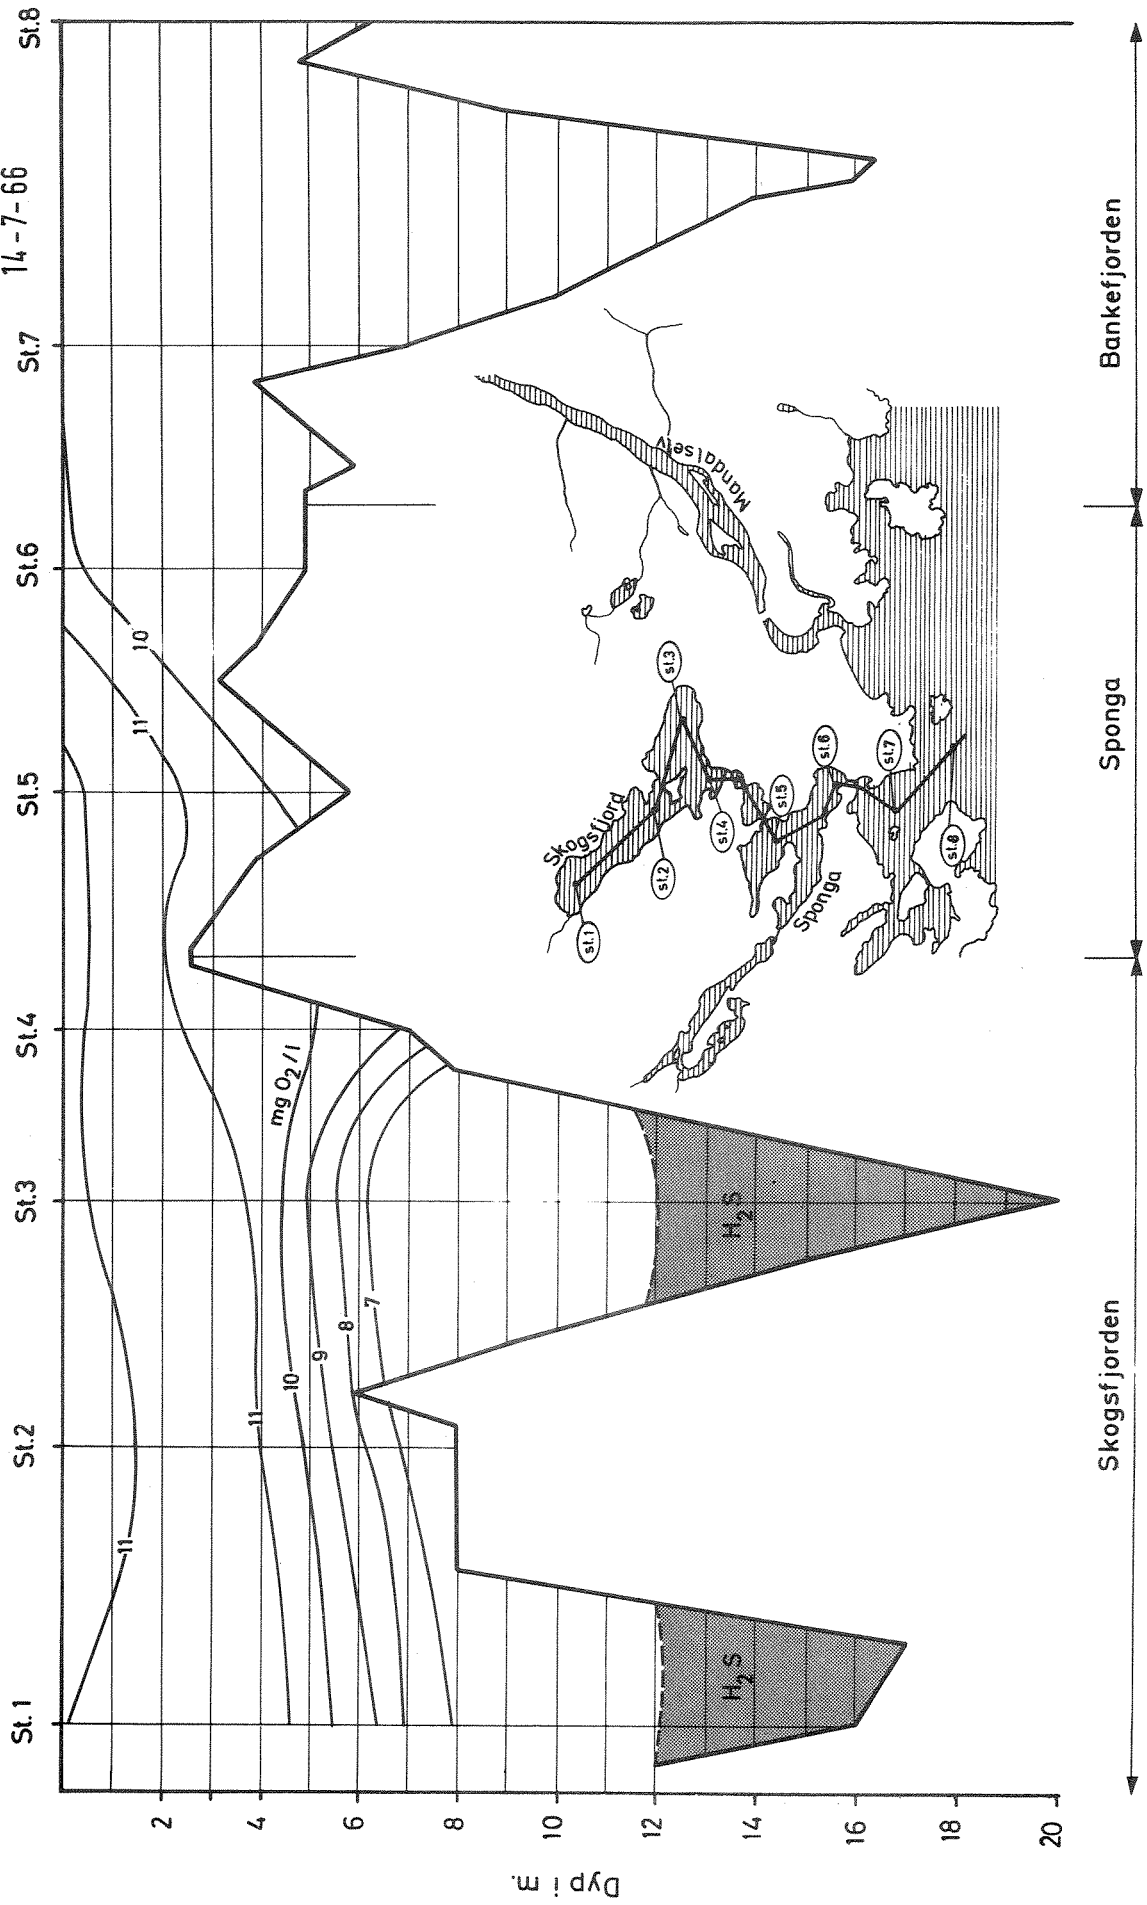 14-7-66
St.1 St.2 St.3 St.4 St.5 St.6 St.7 St.8
11
11
10
11
mg O2/l
10
9
8
7
H2S
H2S
Dyp i m.
2
4
6
8
10
12
14
16
18
20
Skogsfjord
Mandalselv
Sponga
st.1
st.2
st.3
st.4
st.5
st.6
st.7
st.8
Skogsfjorden Sponga Bankefjorden